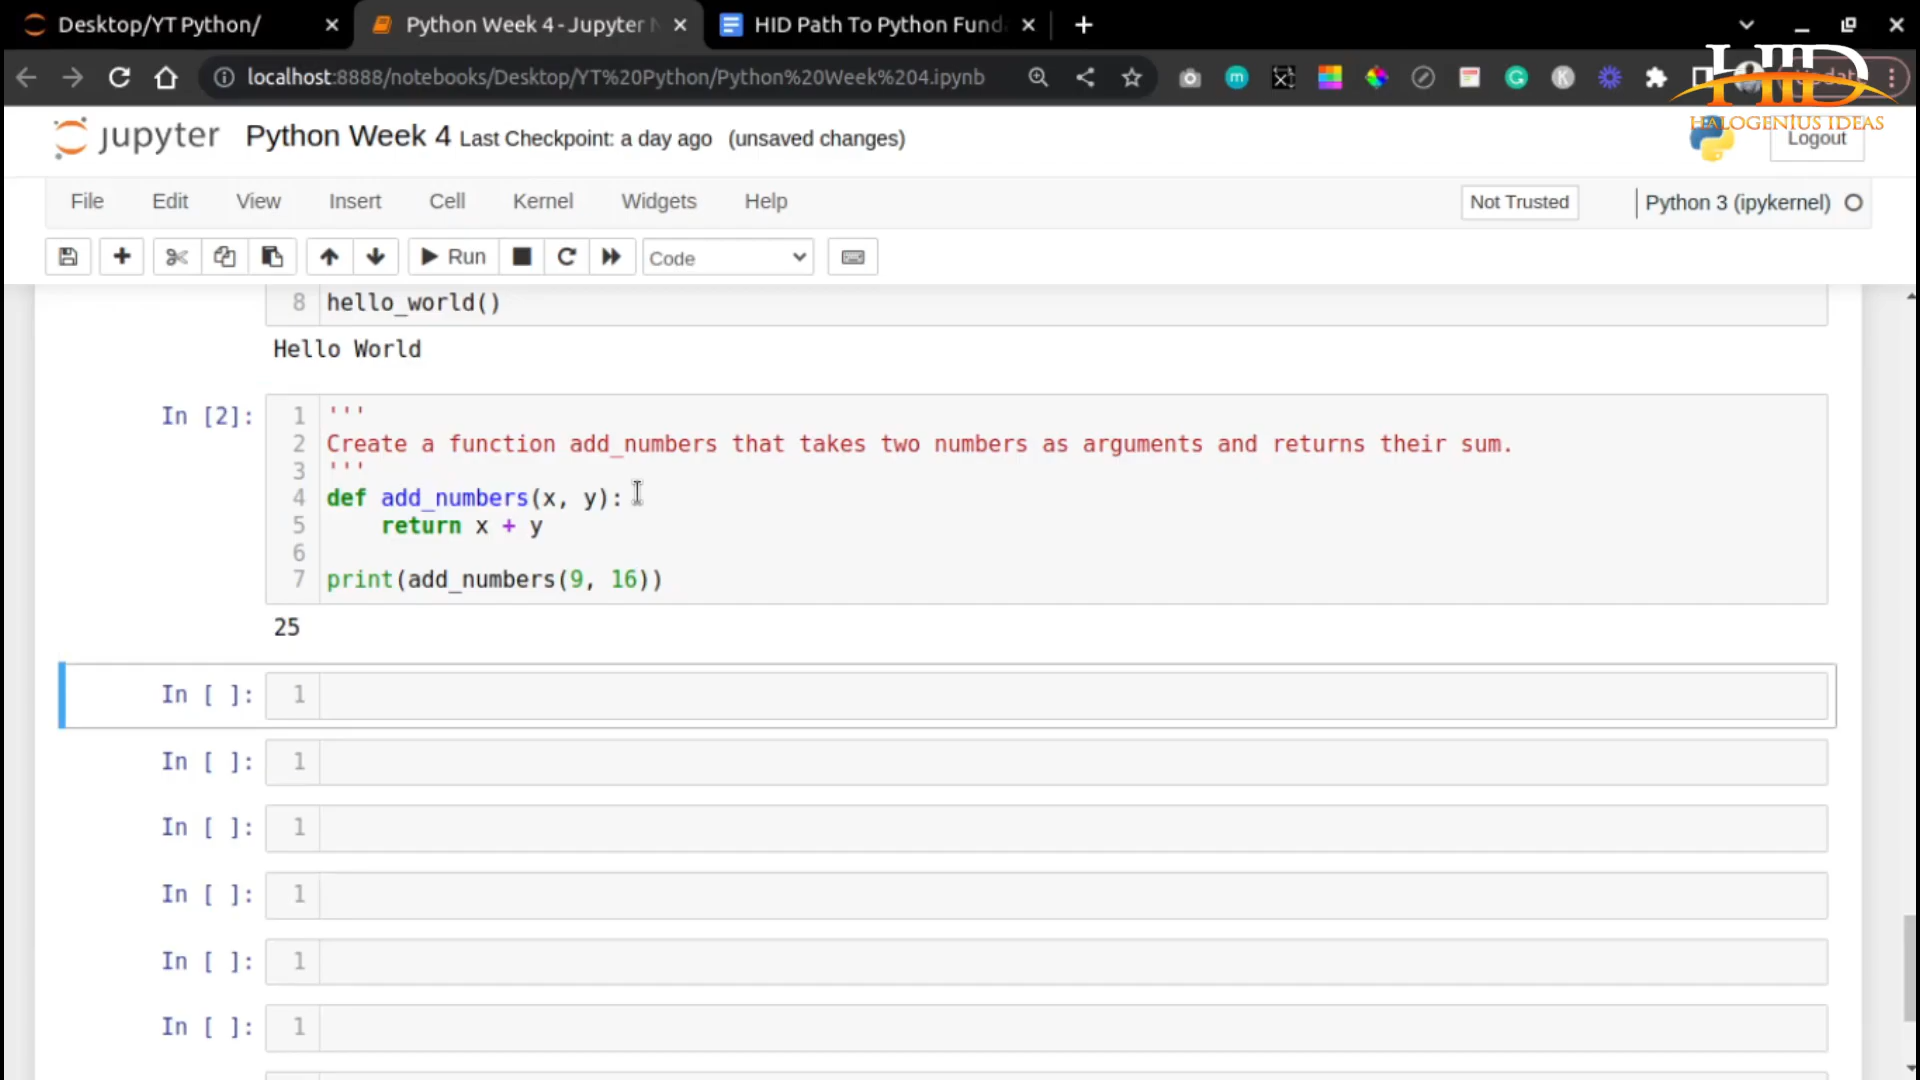 Desktop/YT Python/
Python Week 4 - Jupyter N
HID Path To Python Fund
localhost:8888/notebooks/Desktop/YT%20Python/Python%20Week%204.ipynb
HID
HALOGENIUS IDEAS
jupyter Python Week 4 Last Checkpoint: a day ago (unsaved changes)
Logout
File Edit View Insert Cell Kernel Widgets Help
Not Trusted
Python 3 (ipykernel)
Run
Code
8 hello_world()
Hello World
In [2]:
1 '''
2 Create a function add_numbers that takes two numbers as arguments and returns their sum.
3 '''
4 def add_numbers(x, y):
5 return x + y
6
7 print(add_numbers(9, 16))
25
In [ ]: 1
In [ ]: 1
In [ ]: 1
In [ ]: 1
In [ ]: 1
In [ ]: 1